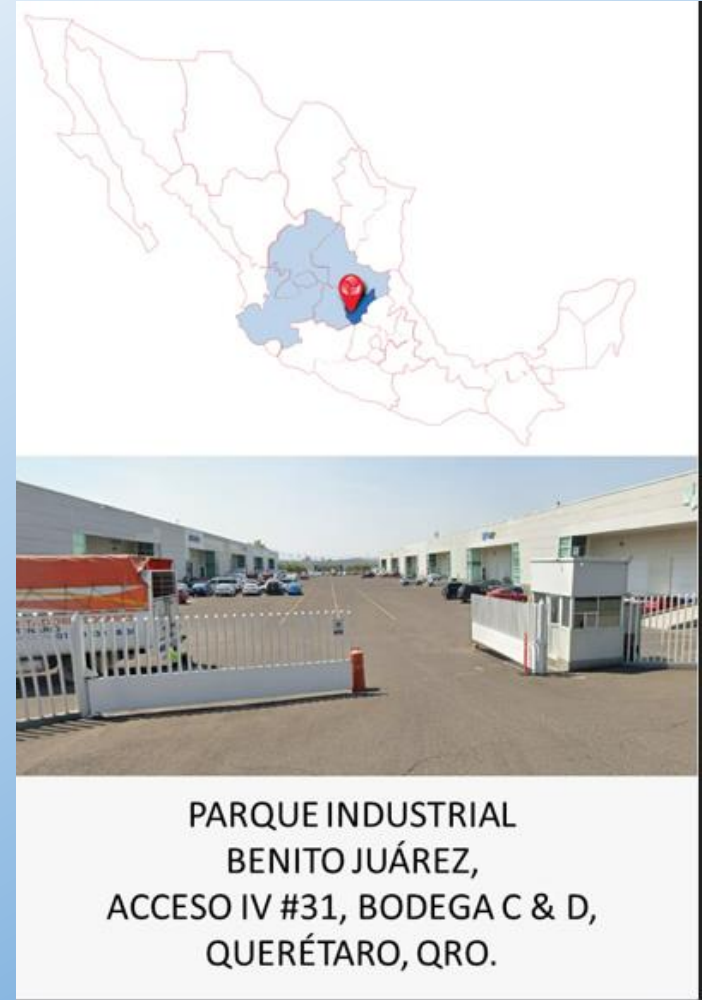 PARQUE INDUSTRIAL
BENITO JUÁREZ,
ACCESO IV #31, BODEGA C & D,
QUERÉTARO, QRO.